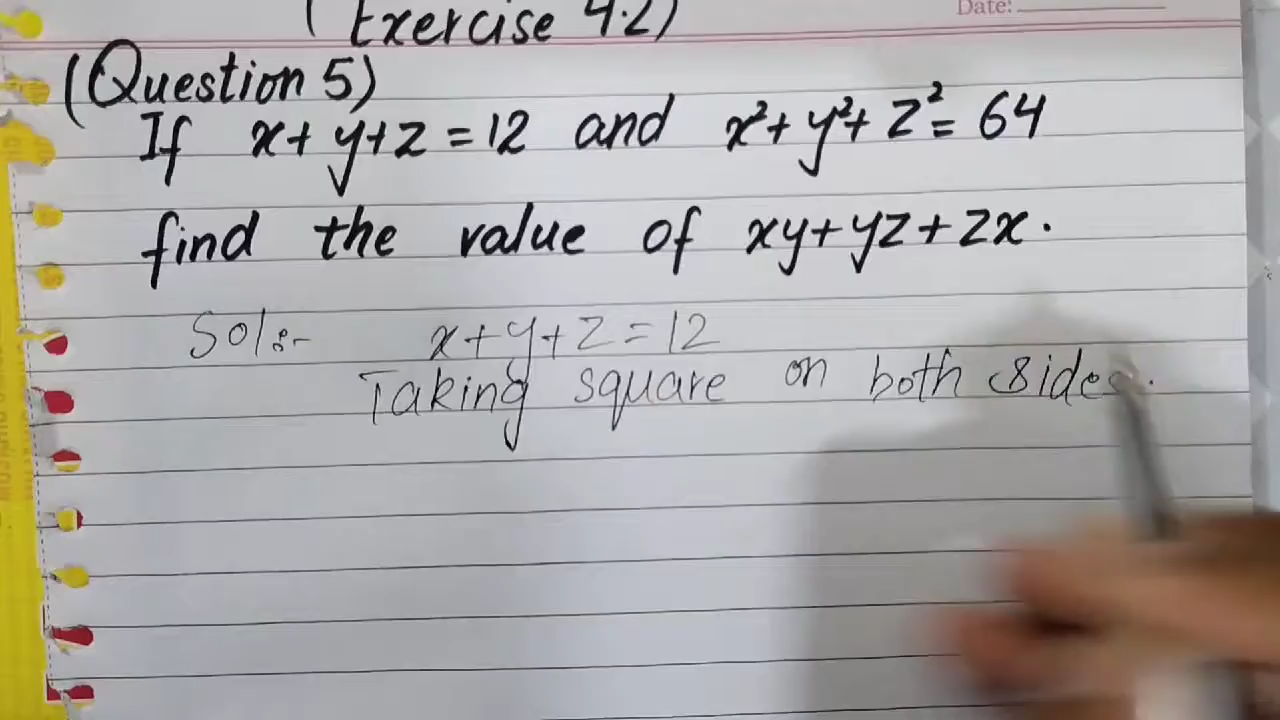 Date:
(Exercise 4.2)
(Question 5)
If x+y+z=12 and x²+y²+z²=64
find the value of xy+yz+zx.
Sol:- x+y+z=12
Taking square on both sides.